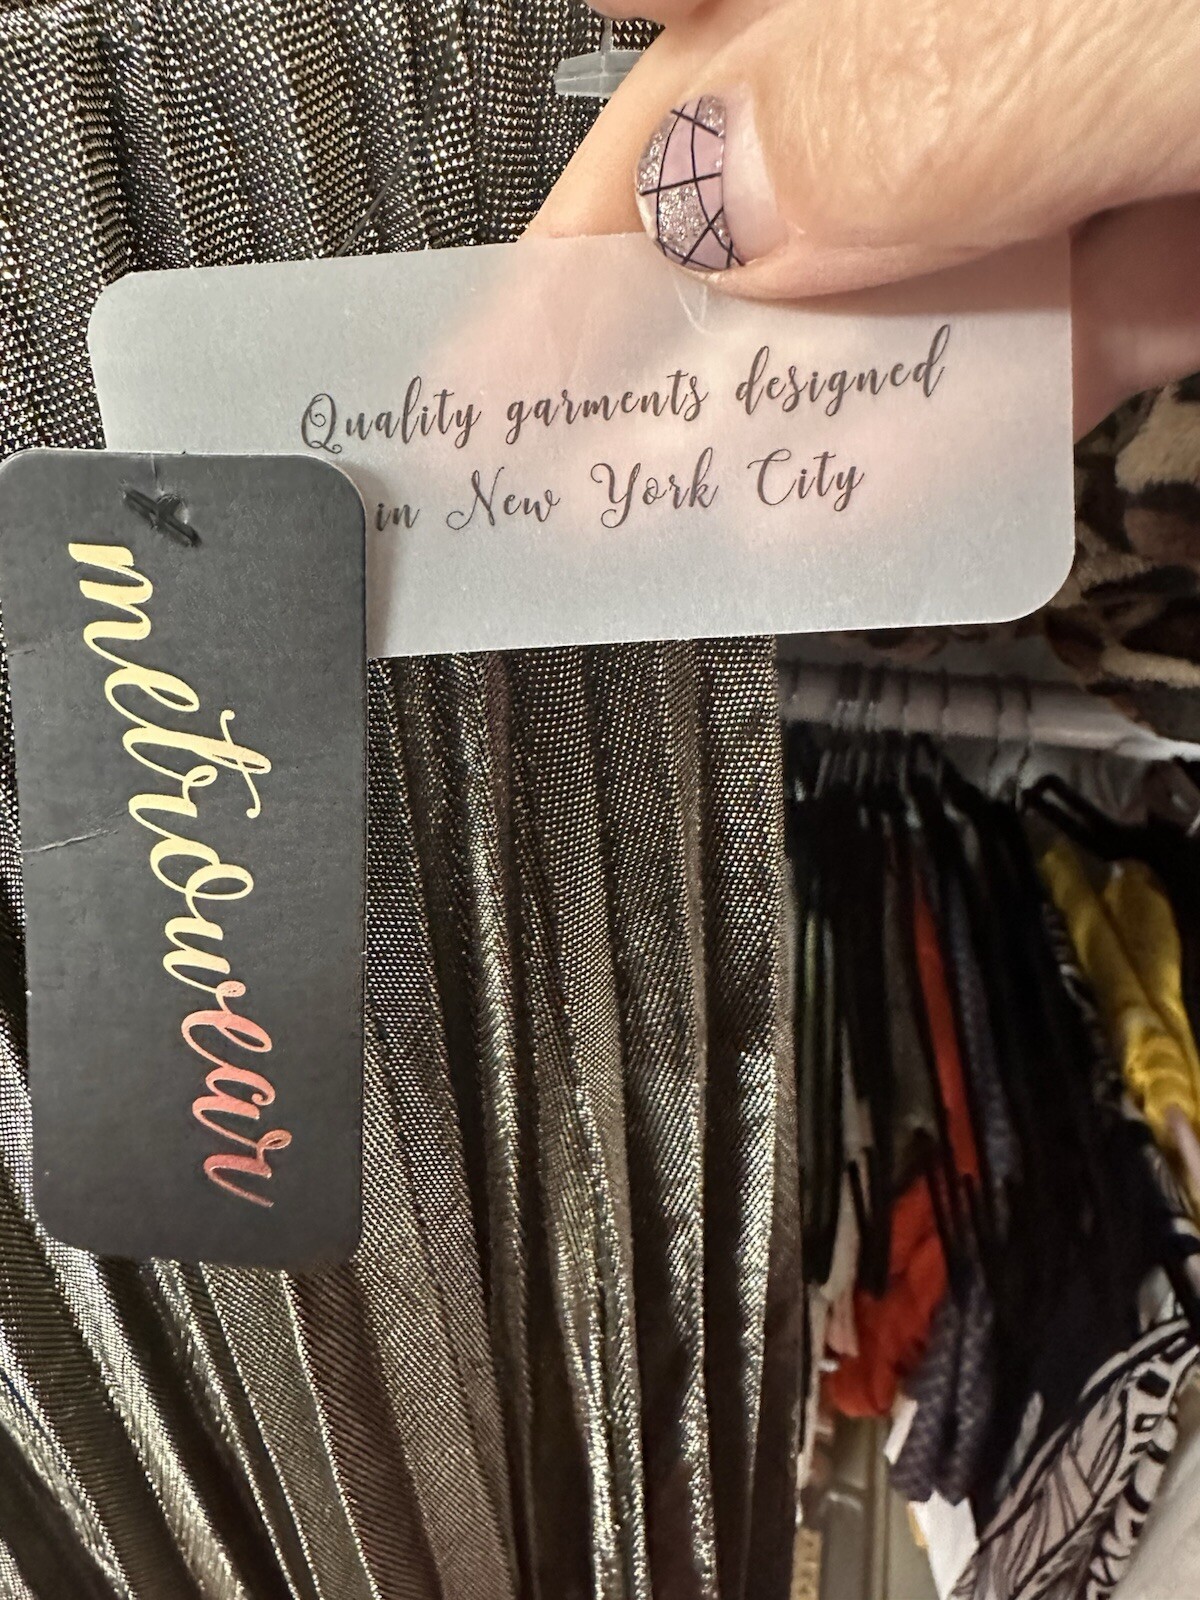 Quality garments designed
in New York City
metrowear